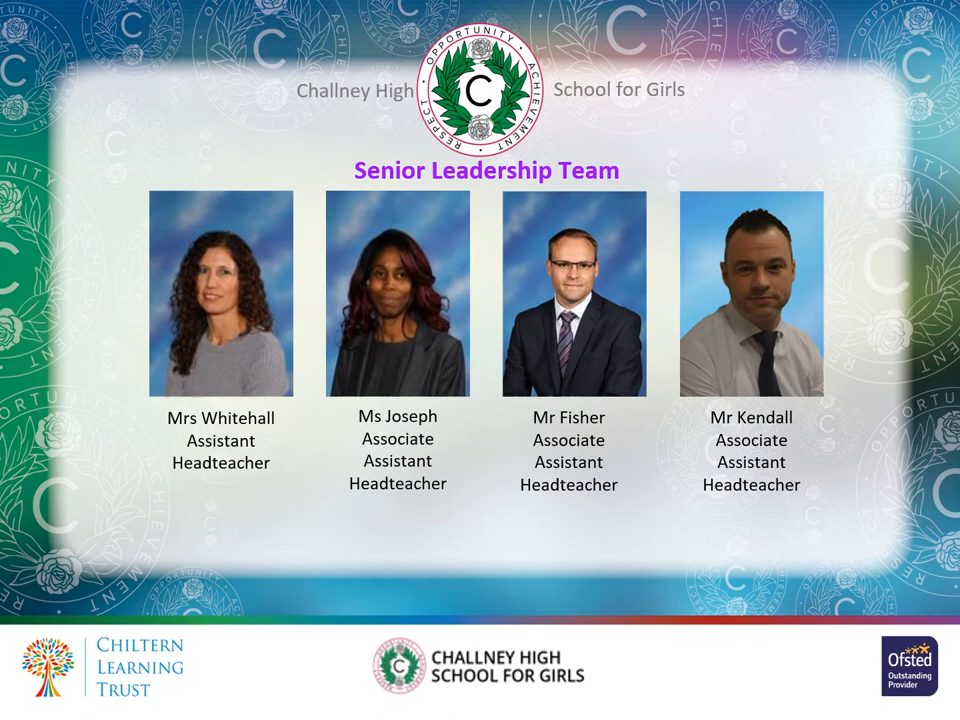 OPPORTUNITY · ACHIEVEMENT · RESPECT ·
Challney High
C
School for Girls
Senior Leadership Team
Mrs Whitehall
Assistant
Headteacher
Ms Joseph
Associate
Assistant
Headteacher
Mr Fisher
Associate
Assistant
Headteacher
Mr Kendall
Associate
Assistant
Headteacher
CHILTERN
LEARNING
TRUST
C
CHALLNEY HIGH
SCHOOL FOR GIRLS
Ofsted
Outstanding
Provider